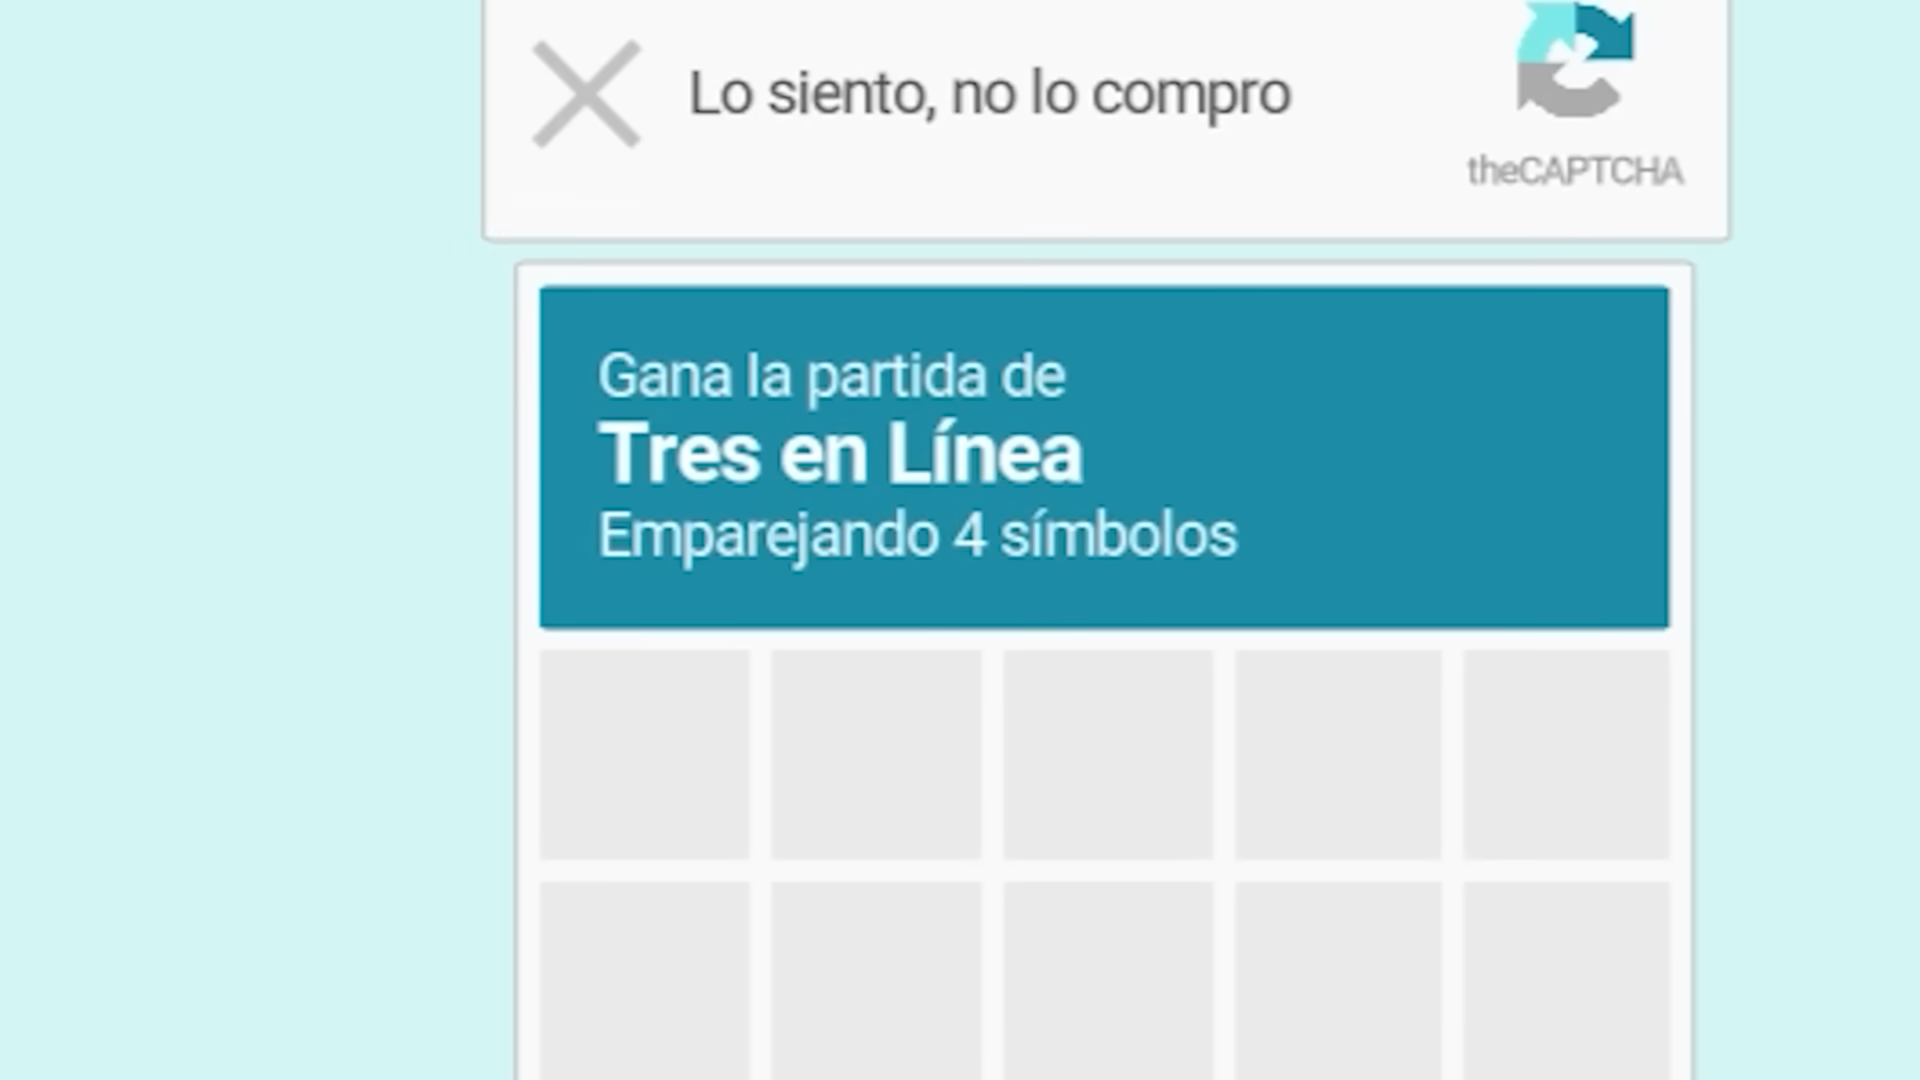 Lo siento, no lo compro
theCAPTCHA
Gana la partida de
Tres en Línea
Emparejando 4 símbolos